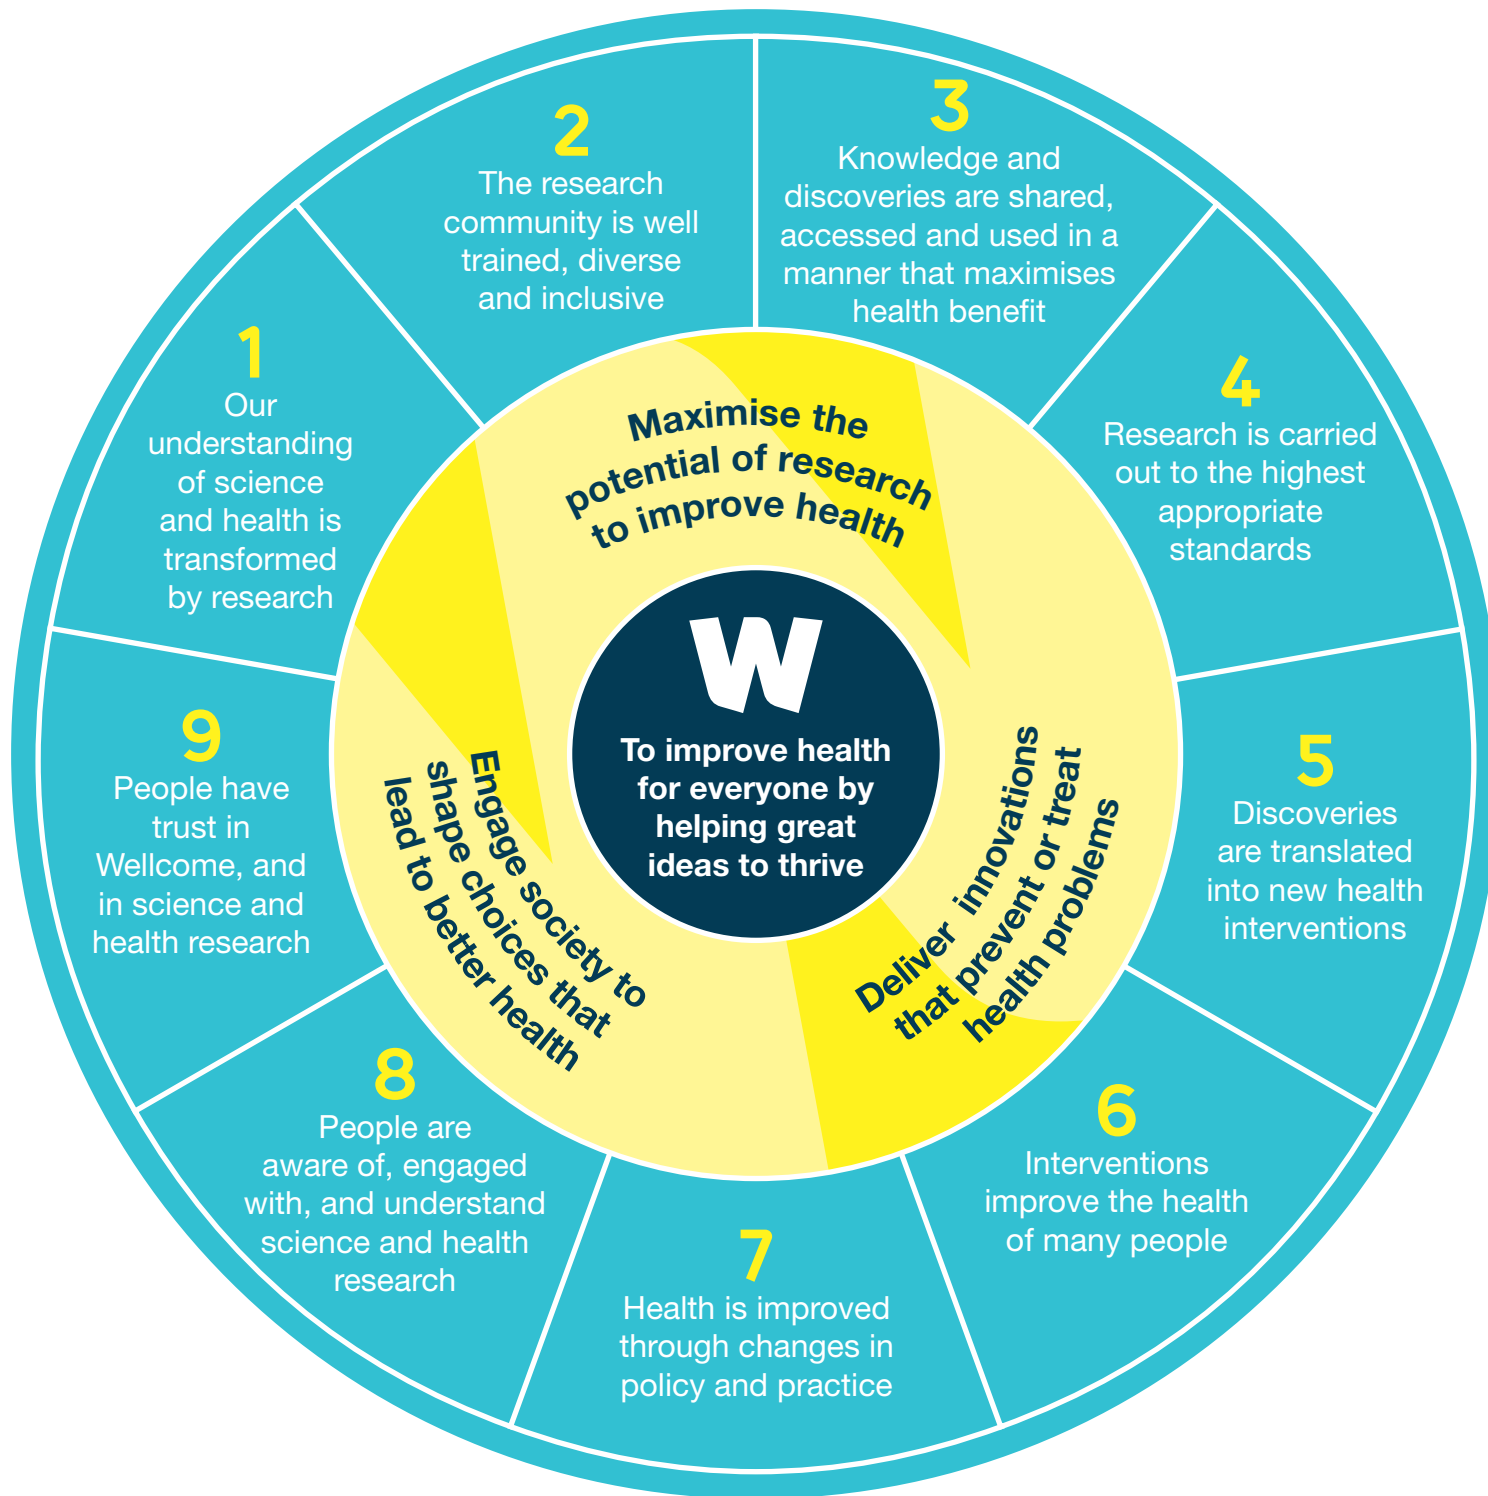 W
To improve health
for everyone by
helping great
ideas to thrive
Maximise the
potential of research
to improve health
Deliver innovations
that prevent or treat
health problems
Engage society to
shape choices that
lead to better health
1
Our
understanding
of science
and health is
transformed
by research
2
The research
community is well
trained, diverse
and inclusive
3
Knowledge and
discoveries are shared,
accessed and used in a
manner that maximises
health benefit
4
Research is carried
out to the highest
appropriate
standards
5
Discoveries
are translated
into new health
interventions
6
Interventions
improve the health
of many people
7
Health is improved
through changes in
policy and practice
8
People are
aware of, engaged
with, and understand
science and health
research
9
People have
trust in
Wellcome, and
in science and
health research